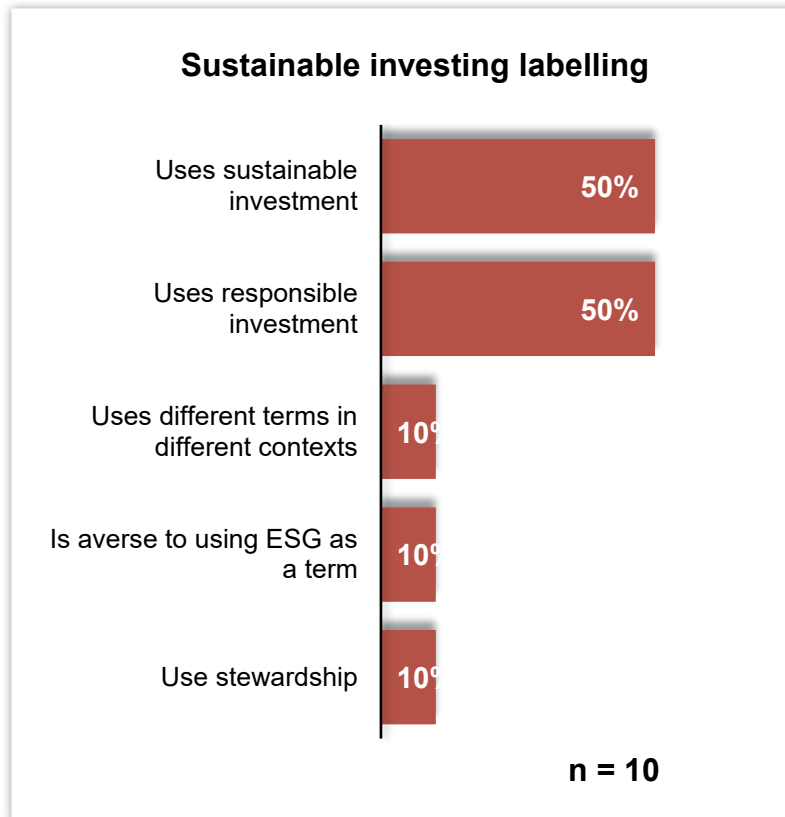 Sustainable investing labelling
Uses sustainable
investment
50%
Uses responsible
investment
50%
Uses different terms in
different contexts
10%
Is averse to using ESG as
a term
10%
Use stewardship
10%
n = 10